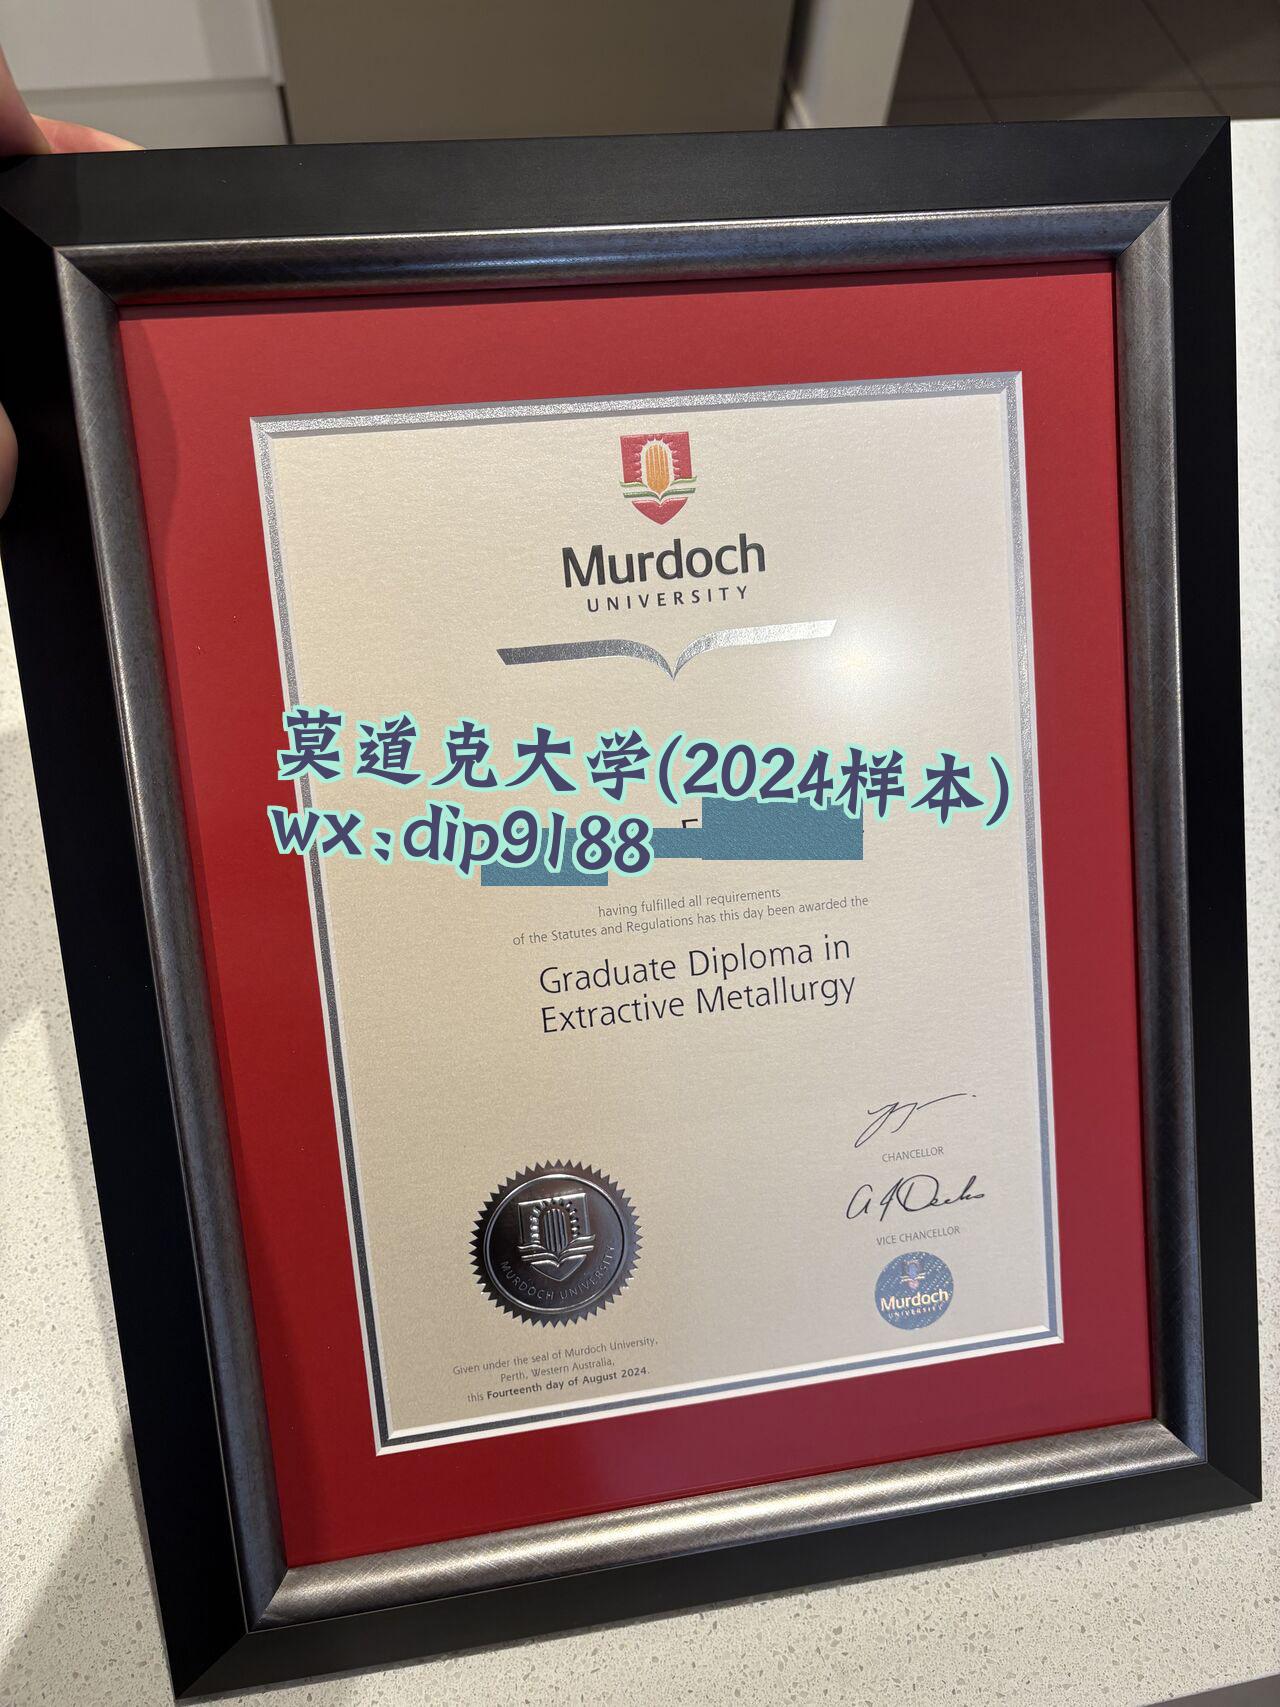 Murdoch
UNIVERSITY
莫道克大学(2024样本)
wx;dip9188
having fulfilled all requirements
of the Statutes and Regulations has this day been awarded the
Graduate Diploma in
Extractive Metallurgy
CHANCELLOR
VICE CHANCELLOR
MURDOCH UNIVERSITY
Murdoch
UNIVERSITY
Given under the seal of Murdoch University,
Perth, Western Australia,
this Fourteenth day of August 2024.